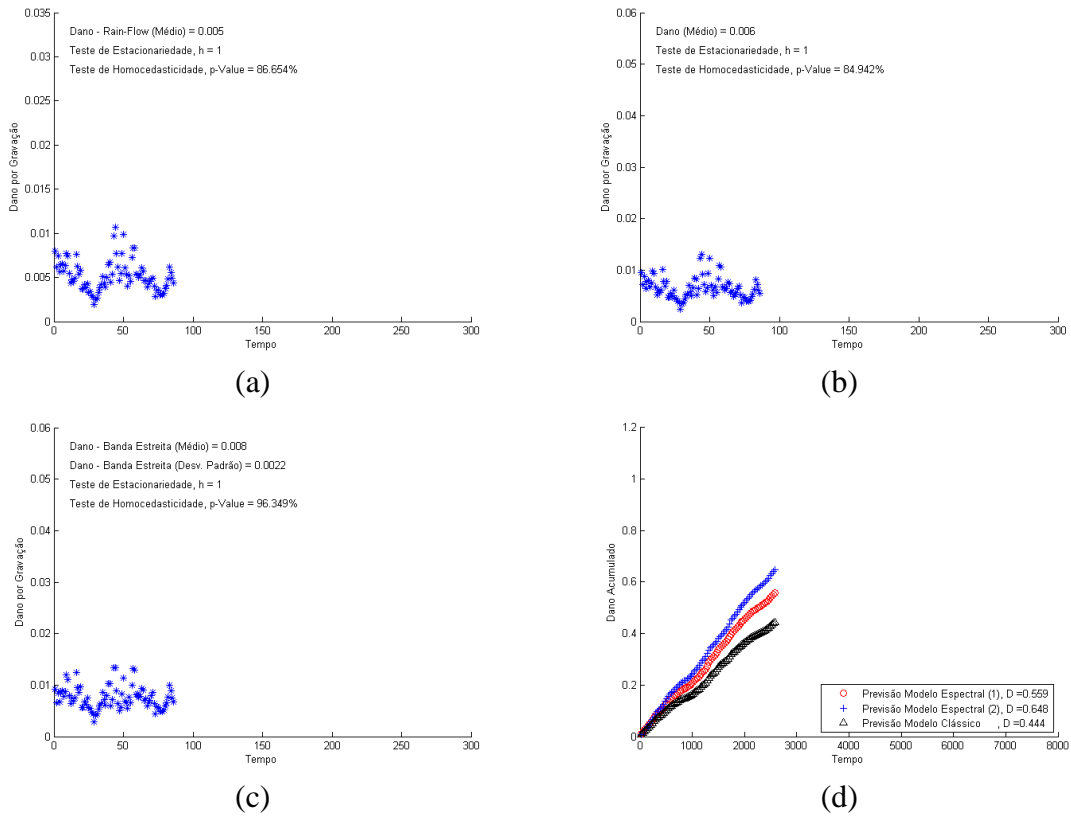 Dano - Rain-Flow (Médio) = 0.005
Teste de Estacionariedade, h = 1
Teste de Homocedasticidade, p-Value = 86.654%
Dano por Gravação
0.035
0.03
0.025
0.02
0.015
0.01
0.005
0
0 50 100 150 200 250 300
Tempo
(a)
Dano (Médio) = 0.006
Teste de Estacionariedade, h = 1
Teste de Homocedasticidade, p-Value = 84.942%
Dano por Gravação
0.06
0.05
0.04
0.03
0.02
0.01
0
0 50 100 150 200 250 300
Tempo
(b)
Dano - Banda Estreita (Médio) = 0.008
Dano - Banda Estreita (Desv. Padrão) = 0.0022
Teste de Estacionariedade, h = 1
Teste de Homocedasticidade, p-Value = 96.349%
Dano por Gravação
0.06
0.05
0.04
0.03
0.02
0.01
0
0 50 100 150 200 250 300
Tempo
(c)
Dano Acumulado
1.2
1
0.8
0.6
0.4
0.2
0
0 1000 2000 3000 4000 5000 6000 7000 8000
Tempo
Previsão Modelo Espectral (1), D =0.559
Previsão Modelo Espectral (2), D =0.648
Previsão Modelo Clássico , D =0.444
(d)